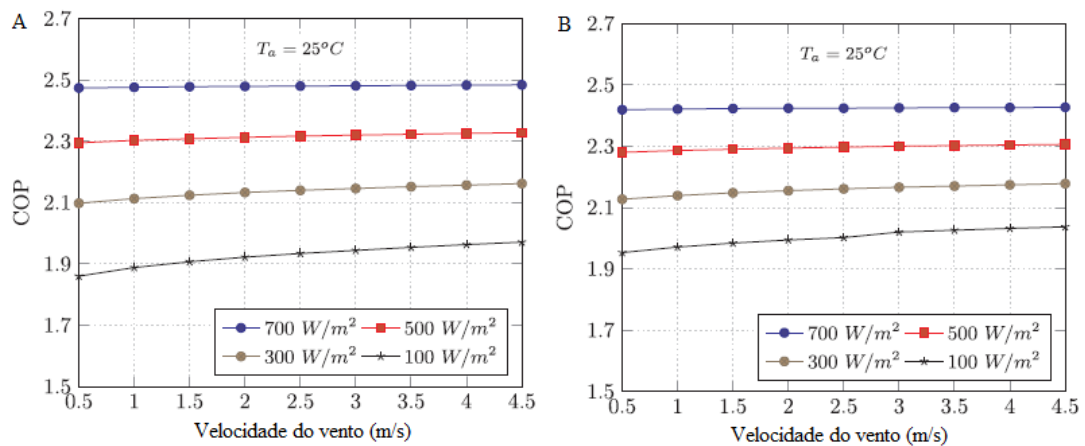 A
T_a = 25°C
COP
2.7
2.5
2.3
2.1
1.9
1.7
1.5
0.5 1 1.5 2 2.5 3 3.5 4 4.5
Velocidade do vento (m/s)
700 W/m² 500 W/m²
300 W/m² 100 W/m²
B
T_a = 25°C
COP
2.7
2.5
2.3
2.1
1.9
1.7
1.5
0.5 1 1.5 2 2.5 3 3.5 4 4.5
Velocidade do vento (m/s)
700 W/m² 500 W/m²
300 W/m² 100 W/m²